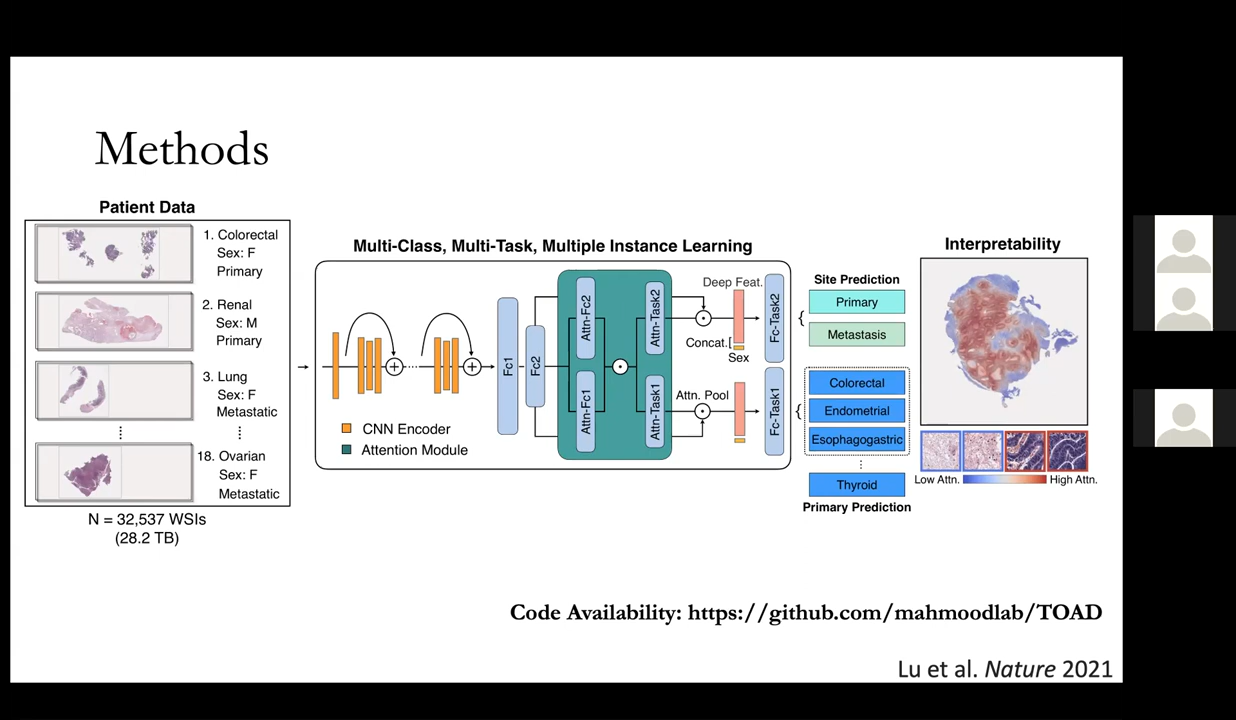 Methods
Patient Data
1. Colorectal
Sex: F
Primary
2. Renal
Sex: M
Primary
3. Lung
Sex: F
Metastatic
18. Ovarian
Sex: F
Metastatic
N = 32,537 WSIs
(28.2 TB)
Multi-Class, Multi-Task, Multiple Instance Learning
Fc1
Fc2
Attn-Fc2
Attn-Fc1
Attn-Task2
Attn-Task1
Deep Feat.
Concat.
Sex
Attn. Pool
Fc-Task2
Fc-Task1
CNN Encoder
Attention Module
Site Prediction
Primary
Metastasis
Colorectal
Endometrial
Esophagogastric
Thyroid
Primary Prediction
Interpretability
Low Attn.
High Attn.
Code Availability: https://github.com/mahmoodlab/TOAD
Lu et al. Nature 2021